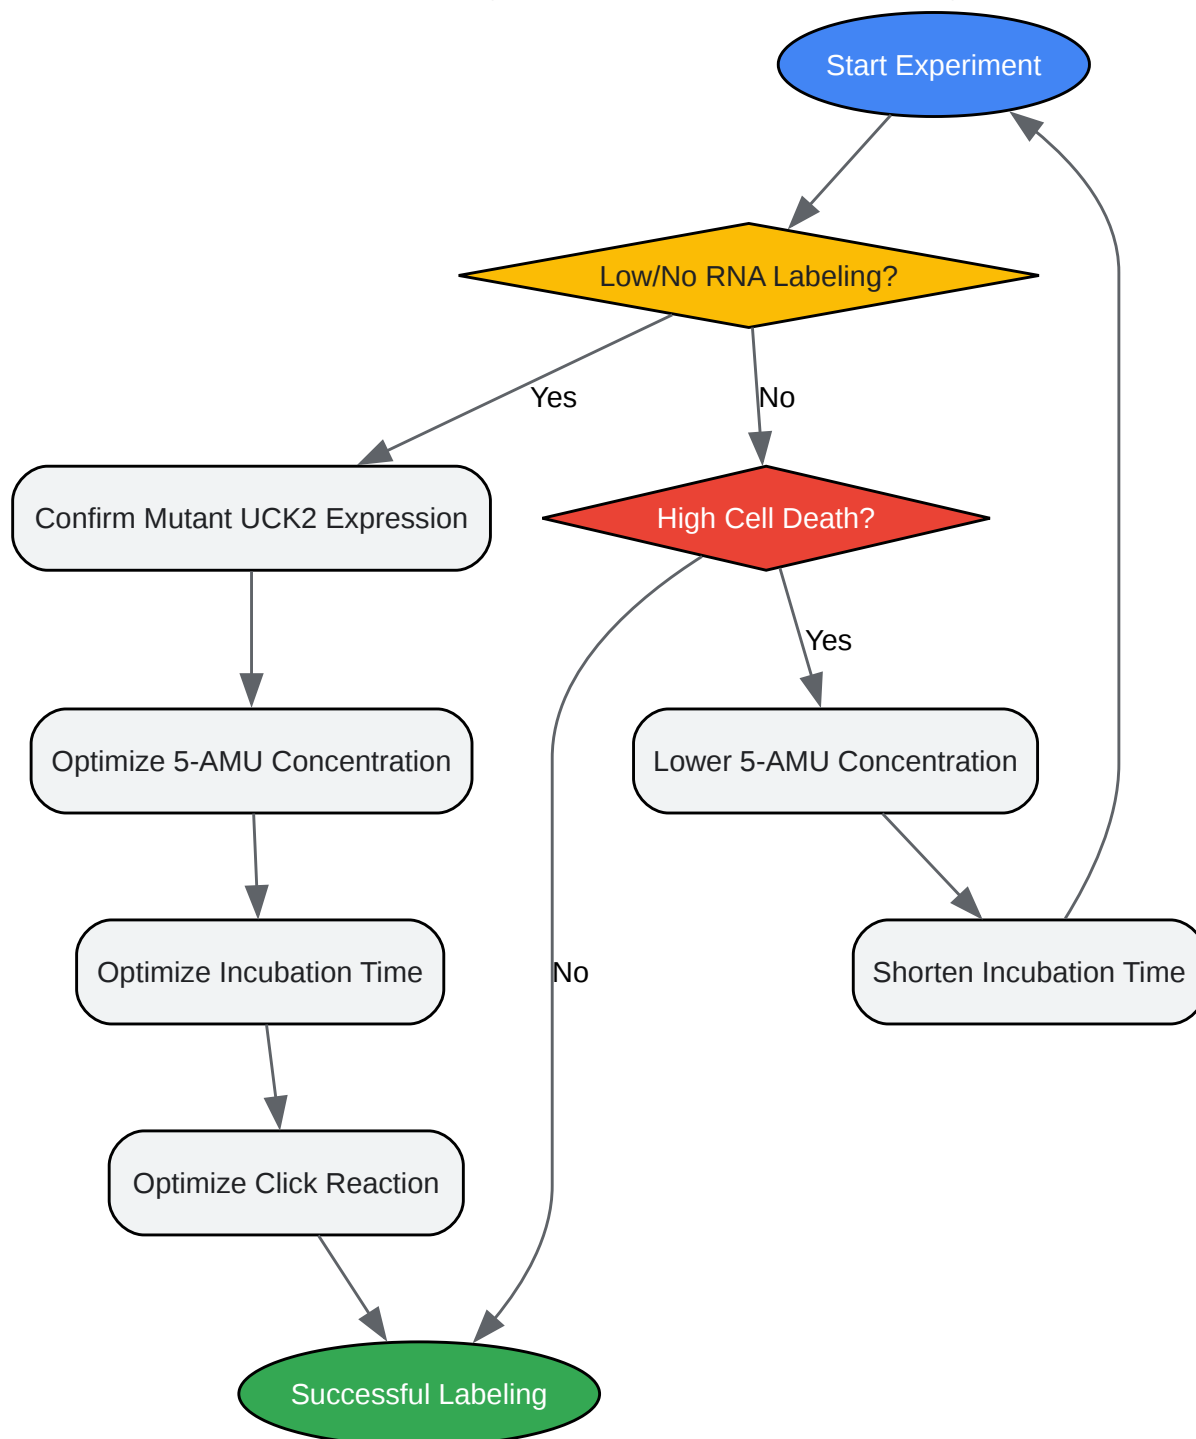 Start Experiment
Low/No RNA Labeling?
Yes
No
Confirm Mutant UCK2 Expression
High Cell Death?
Yes
Optimize 5-AMU Concentration
Lower 5-AMU Concentration
Optimize Incubation Time
No
Shorten Incubation Time
Optimize Click Reaction
Successful Labeling